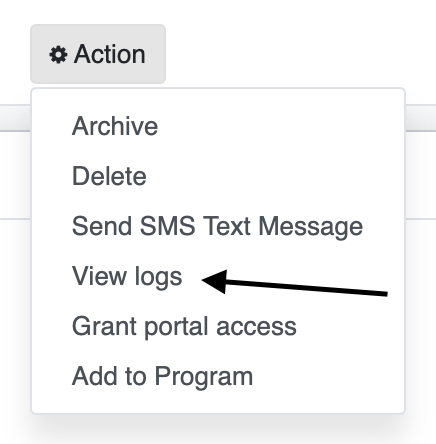 Action
Archive
Delete
Send SMS Text Message
View logs
Grant portal access
Add to Program